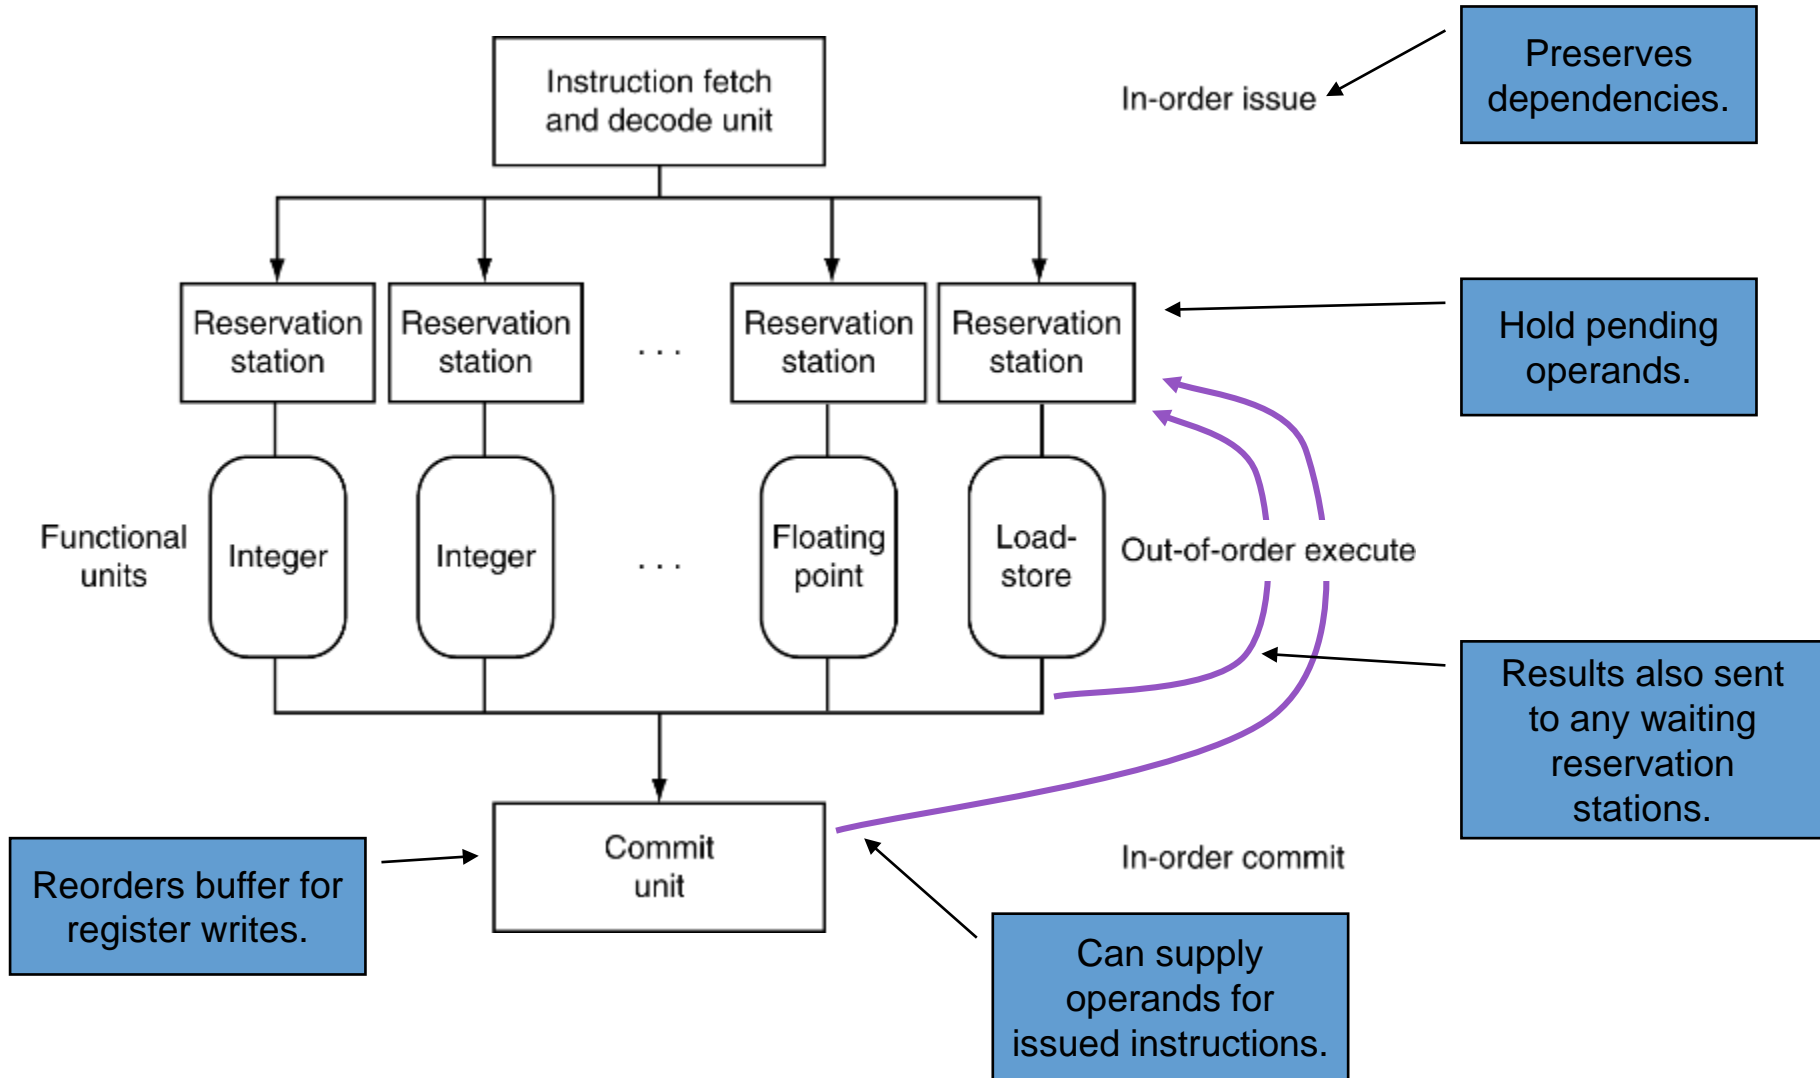 Instruction fetch
and decode unit
In-order issue
Preserves
dependencies.
Reservation
station
Reservation
station
. . .
Reservation
station
Reservation
station
Hold pending
operands.
Functional
units
Integer
Integer
. . .
Floating
point
Load-
store
Out-of-order execute
Results also sent
to any waiting
reservation
stations.
Commit
unit
In-order commit
Reorders buffer for
register writes.
Can supply
operands for
issued instructions.